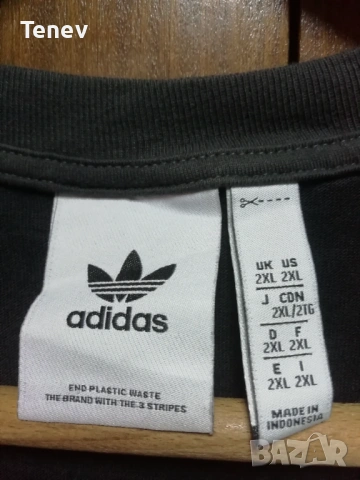 Tenev
adidas
END PLASTIC WASTE
THE BRAND WITH THE 3 STRIPES
UK US
2XL 2XL
J CDN
2XL/2TG
D F
2XL 2XL
E I
2XL 2XL
MADE IN
INDONESIA
BAZAR